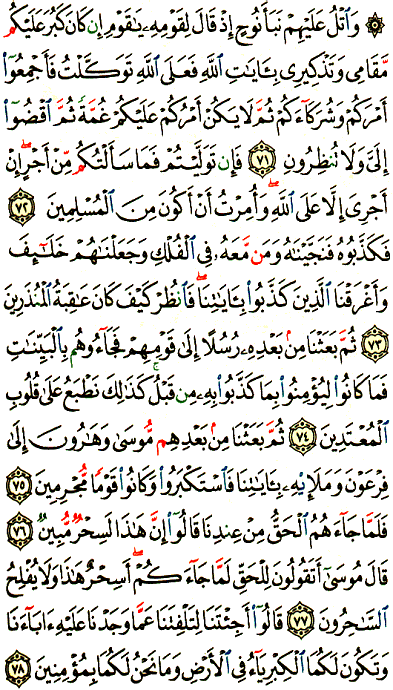 ۞ وَٱتۡلُ عَلَيۡهِمۡ نَبَأَ نُوحٍ إِذۡ قَالَ لِقَوۡمِهِۦ يَٰقَوۡمِ إِن كَانَ كَبُرَ عَلَيۡكُم
مَّقَامِي وَتَذۡكِيرِي بِـَٔايَٰتِ ٱللَّهِ فَعَلَى ٱللَّهِ تَوَكَّلۡتُ فَأَجۡمِعُوٓاْ
أَمۡرَكُمۡ وَشُرَكَآءَكُمۡ ثُمَّ لَا يَكُنۡ أَمۡرُكُمۡ عَلَيۡكُمۡ غُمَّةٗ ثُمَّ ٱقۡضُوٓاْ
إِلَيَّ وَلَا تُنظِرُونِ ٧١ فَإِن تَوَلَّيۡتُمۡ فَمَا سَأَلۡتُكُم مِّنۡ أَجۡرٍۖ إِنۡ
أَجۡرِيَ إِلَّا عَلَى ٱللَّهِۖ وَأُمِرۡتُ أَنۡ أَكُونَ مِنَ ٱلۡمُسۡلِمِينَ ٧٢
فَكَذَّبُوهُ فَنَجَّيۡنَٰهُ وَمَن مَّعَهُۥ فِي ٱلۡفُلۡكِ وَجَعَلۡنَٰهُمۡ خَلَٰٓئِفَ
وَأَغۡرَقۡنَا ٱلَّذِينَ كَذَّبُواْ بِـَٔايَٰتِنَاۖ فَٱنظُرۡ كَيۡفَ كَانَ عَٰقِبَةُ ٱلۡمُنذَرِينَ
٧٣ ثُمَّ بَعَثۡنَا مِنۢ بَعۡدِهِۦ رُسُلًا إِلَىٰ قَوۡمِهِمۡ فَجَآءُوهُم بِٱلۡبَيِّنَٰتِ
فَمَا كَانُواْ لِيُؤۡمِنُواْ بِمَا كَذَّبُواْ بِهِۦ مِن قَبۡلُۚ كَذَٰلِكَ نَطۡبَعُ عَلَىٰ قُلُوبِ
ٱلۡمُعۡتَدِينَ ٧٤ ثُمَّ بَعَثۡنَا مِنۢ بَعۡدِهِم مُّوسَىٰ وَهَٰرُونَ إِلَىٰ
فِرۡعَوۡنَ وَمَلَإِيْهِۦ بِـَٔايَٰتِنَا فَٱسۡتَكۡبَرُواْ وَكَانُواْ قَوۡمٗا مُّجۡرِمِينَ ٧٥
فَلَمَّا جَآءَهُمُ ٱلۡحَقُّ مِنۡ عِندِنَا قَالُوٓاْ إِنَّ هَٰذَا لَسِحۡرٞ مُّبِينٞ ٧٦
قَالَ مُوسَىٰٓ أَتَقُولُونَ لِلۡحَقِّ لَمَّا جَآءَكُمۡۖ أَسِحۡرٌ هَٰذَا وَلَا يُفۡلِحُ
ٱلسَّٰحِرُونَ ٧٧ قَالُوٓاْ أَجِئۡتَنَا لِتَلۡفِتَنَا عَمَّا وَجَدۡنَا عَلَيۡهِ ءَابَآءَنَا
وَتَكُونَ لَكُمَا ٱلۡكِبۡرِيَآءُ فِي ٱلۡأَرۡضِ وَمَا نَحۡنُ لَكُمَا بِمُؤۡمِنِينَ ٧٨